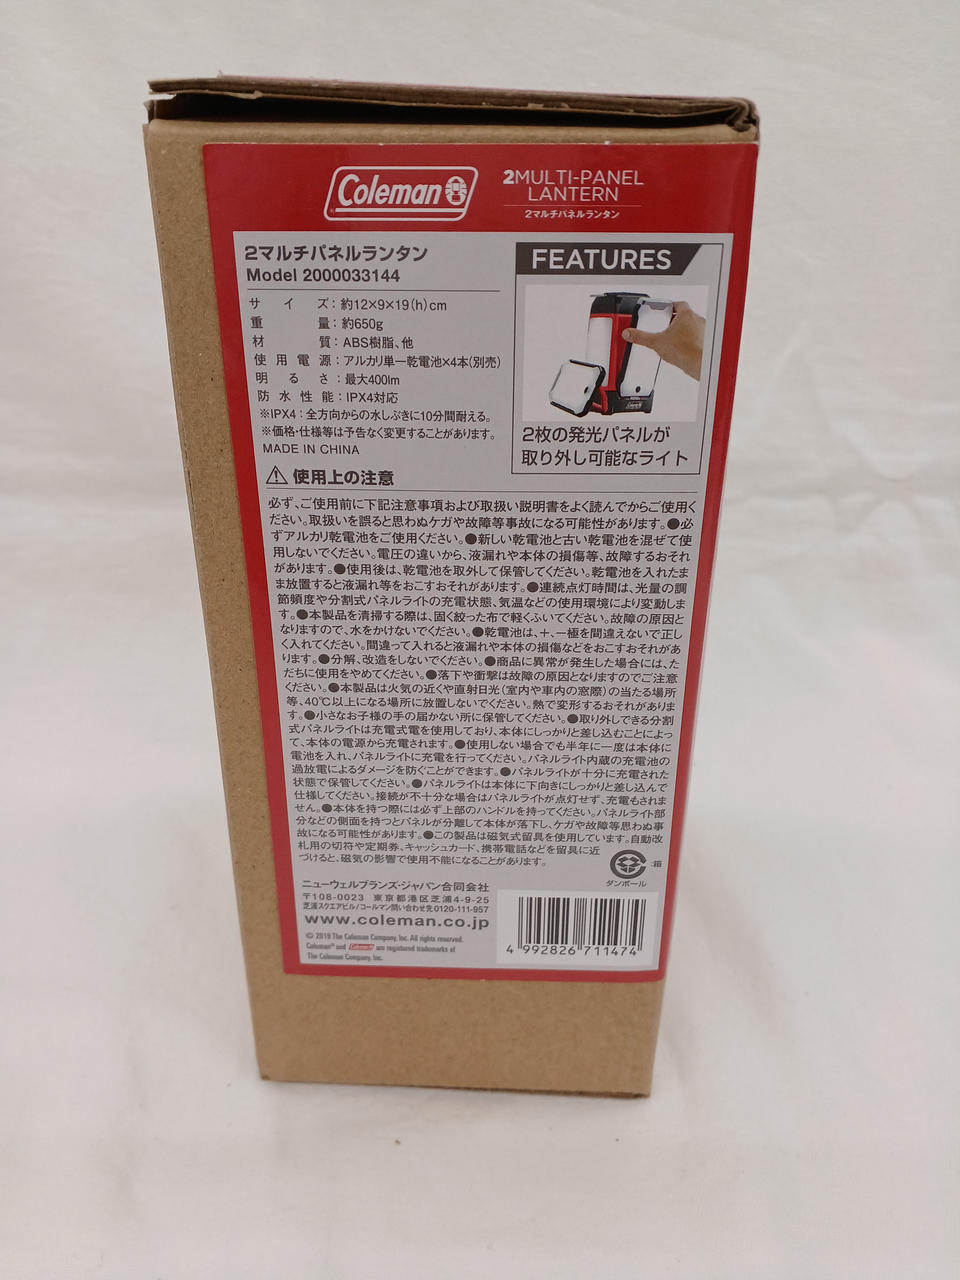 Coleman
2MULTI-PANEL
LANTERN
2マルチパネルランタン
2マルチパネルランタン
Model 2000033144
サイズ：約12×9×19(h)cm
重量：約650g
材質：ABS樹脂、他
使用電源：アルカリ単一乾電池×4本(別売)
明るさ：最大400lm
防水性能：IPX4対応
※IPX4：全方向からの水しぶきに10分間耐える。
※価格・仕様等は予告なく変更することがあります。
MADE IN CHINA
FEATURES
Coleman
2枚の発光パネルが
取り外し可能なライト
使用上の注意
必ず、ご使用前に下記注意事項および取扱い説明書をよく読んでからご使用く
ださい。取扱いを誤ると思わぬケガや故障等事故になる可能性があります。●必
ずアルカリ乾電池をご使用ください。●新しい乾電池と古い乾電池を混ぜて使
用しないでください。電圧の違いから、液漏れや本体の損傷等、故障するおそれ
があります。●使用後は、乾電池を取外して保管してください。乾電池を入れたま
ま放置すると液漏れ等をおこすおそれがあります。●連続点灯時間は、光量の調
節頻度や分割式パネルライトの充電状態、気温などの使用環境により変動しま
す。●本製品を清掃する際は、固く絞った布で軽くふいてください。故障の原因と
なりますので、水をかけないでください。●乾電池は、＋、－極を間違えないで正し
く入れてください。間違って入れると液漏れや本体の損傷などをおこすおそれがあ
ります。●分解、改造をしないでください。●商品に異常が発生した場合には、た
だちに使用をやめてください。●落下や衝撃は故障の原因となりますのでご注意
ください。●本製品は火気の近くや直射日光(室内や車内の窓際)の当たる場所
等、40℃以上になる場所に放置しないでください。熱で変形するおそれがありま
す。●小さなお子様の手の届かない所に保管してください。●取り外しできる分割
式パネルライトは充電式電を使用しており、本体にしっかりと差し込むことによっ
て、本体の電源から充電されます。●使用しない場合でも半年に一度は本体に
電池を入れ、パネルライトに充電を行ってください。パネルライト内蔵の充電池の
過放電によるダメージを防ぐことができます。●パネルライトが十分に充電された
状態で保管してください。●パネルライトは本体に下向きにしっかりと差し込んで
仕様してください。接続が不十分な場合はパネルライトが点灯せず、充電もされま
せん。●本体を持つ際には必ず上部のハンドルを持ってください。パネルライト部
分などの側面を持つとパネルが分離して本体が落下し、ケガや故障等思わぬ事
故になる可能性があります。●この製品は磁気式留具を使用しています。自動改
札用の切符や定期券、キャッシュカード、携帯電話などを留具に近
づけると、磁気の影響で使用不能になることがあります。
:箱
ダンボール
ニューウェルブランズ・ジャパン合同会社
〒108-0023 東京都港区芝浦4-9-25
芝浦スクエアビル/コールマン問い合わせ先0120-111-957
www.coleman.co.jp
© 2019 The Coleman Company, Inc. All rights reserved.
Coleman® and Coleman are registered trademarks of
The Coleman Company, Inc.
4 992826 711474